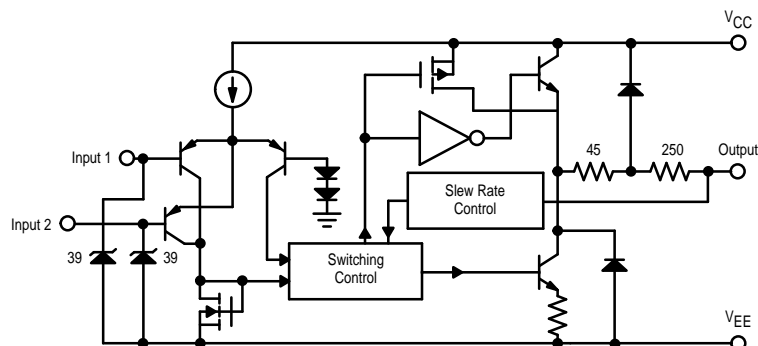 VCC
Input 1
45
250
Output
Slew Rate
Control
Input 2
39
39
Switching
Control
VEE